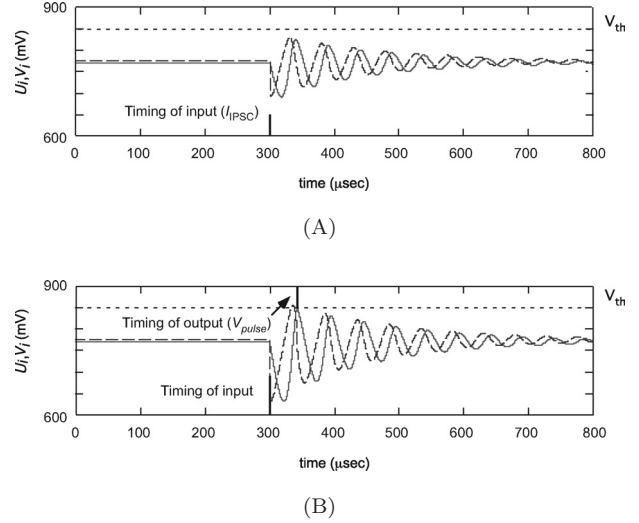 900
V_th
U_i,V_i (mV)
Timing of input (I_IPSC)
600
0 100 200 300 400 500 600 700 800
time (μsec)
(A)
900
V_th
U_i,V_i (mV)
Timing of output (V_pulse)
Timing of input
600
0 100 200 300 400 500 600 700 800
time (μsec)
(B)